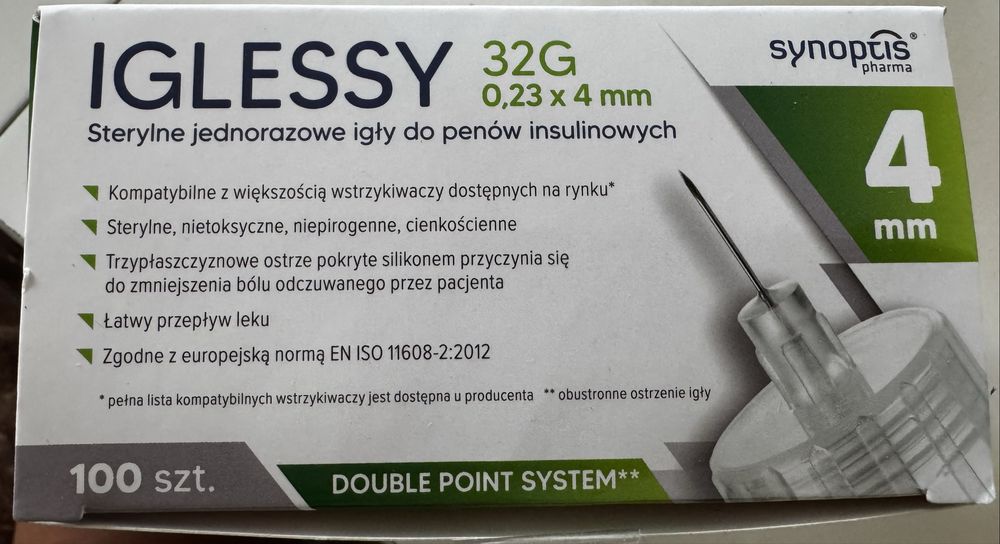 IGLESSY
32G
0,23 x 4 mm
Sterylne jednorazowe igły do penów insulinowych
synoptis®
pharma
4
mm
Kompatybilne z większością wstrzykiwaczy dostępnych na rynku*
Sterylne, nietoksyczne, niepirogenne, cienkościenne
Trzypłaszczyznowe ostrze pokryte silikonem przyczynia się
do zmniejszenia bólu odczuwanego przez pacjenta
Łatwy przepływ leku
Zgodne z europejską normą EN ISO 11608-2:2012
* pełna lista kompatybilnych wstrzykiwaczy jest dostępna u producenta ** obustronne ostrzenie igły
100 szt.
DOUBLE POINT SYSTEM**